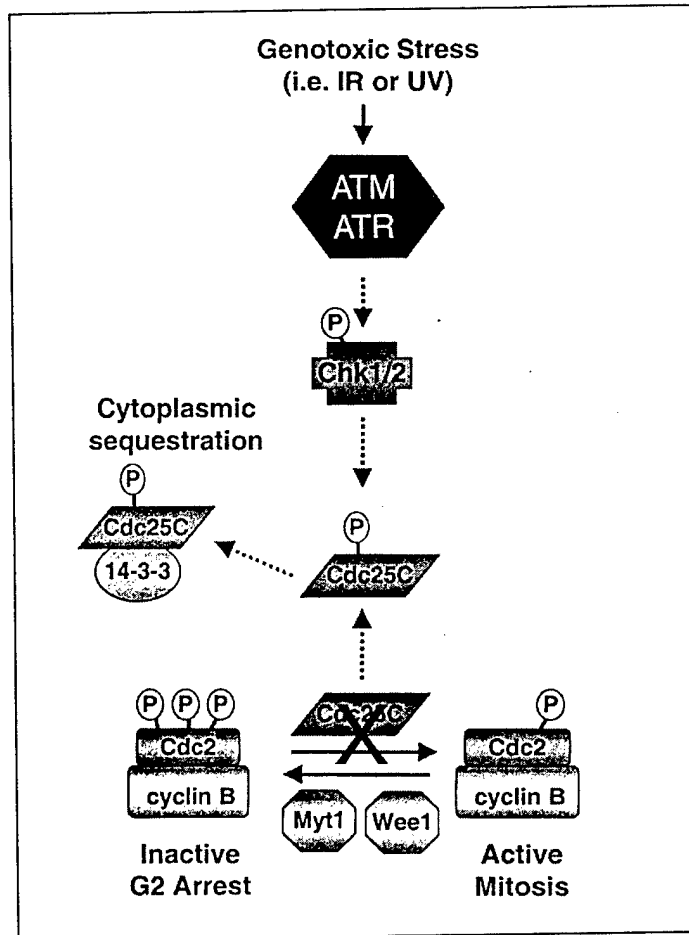 Genotoxic Stress
(i.e. IR or UV)
ATM
ATR
P
Chk1/2
Cytoplasmic
sequestration
P
Cdc25C
14-3-3
P
Cdc25C
Cdc25C
P P P
Cdc2
cyclin B
Myt1
Wee1
P
Cdc2
cyclin B
Inactive
G2 Arrest
Active
Mitosis